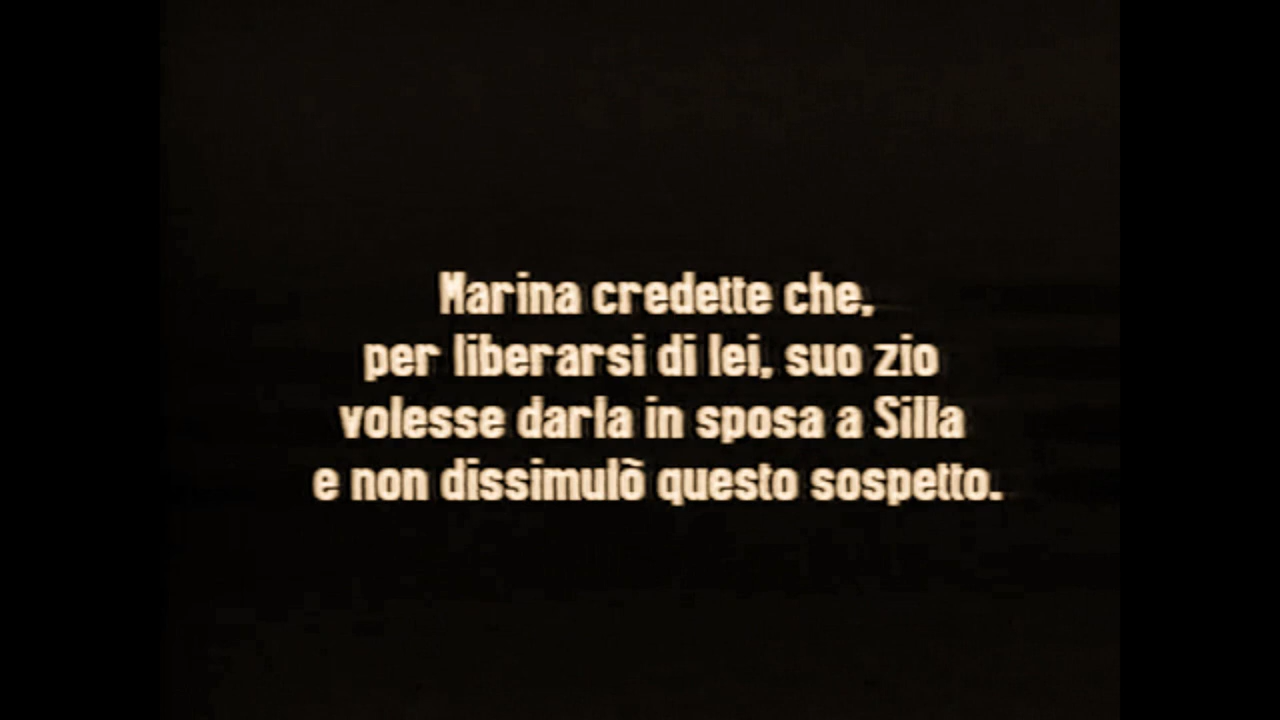 Marina credette che,
per liberarsi di lei, suo zio
volesse darla in sposa a Silla
e non dissimulò questo sospetto.